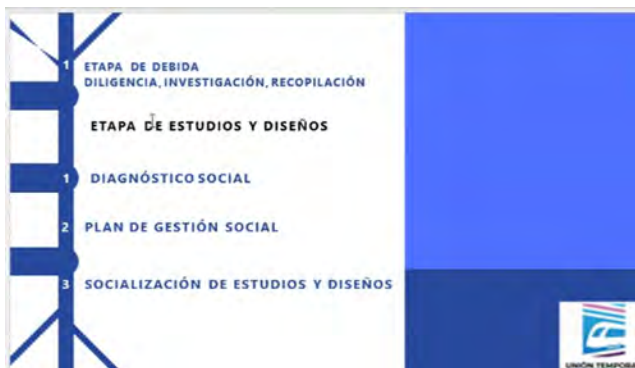 1 ETAPA DE DEBIDA
DILIGENCIA, INVESTIGACIÓN, RECOPILACIÓN
ETAPA DE ESTUDIOS Y DISEÑOS
1 DIAGNÓSTICO SOCIAL
2 PLAN DE GESTIÓN SOCIAL
3 SOCIALIZACIÓN DE ESTUDIOS Y DISEÑOS
UNIÓN TEMPORA